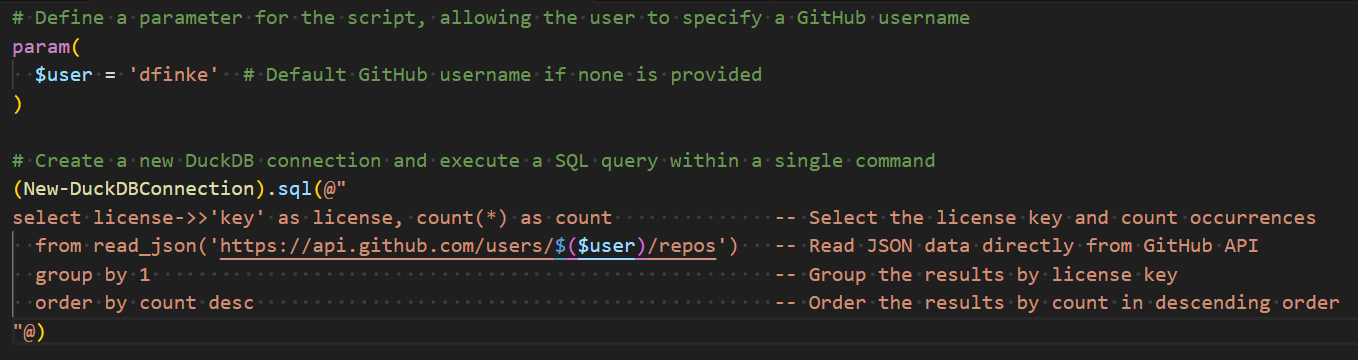 # Define a parameter for the script, allowing the user to specify a GitHub username
param(
  $user = 'dfinke'  # Default GitHub username if none is provided
)

# Create a new DuckDB connection and execute a SQL query within a single command
(New-DuckDBConnection).sql(@"
select license->>'key' as license, count(*) as count              -- Select the license key and count occurrences
  from read_json('https://api.github.com/users/$($user)/repos')   -- Read JSON data directly from GitHub API
  group by 1                                                      -- Group the results by license key
  order by count desc                                             -- Order the results by count in descending order
"@)